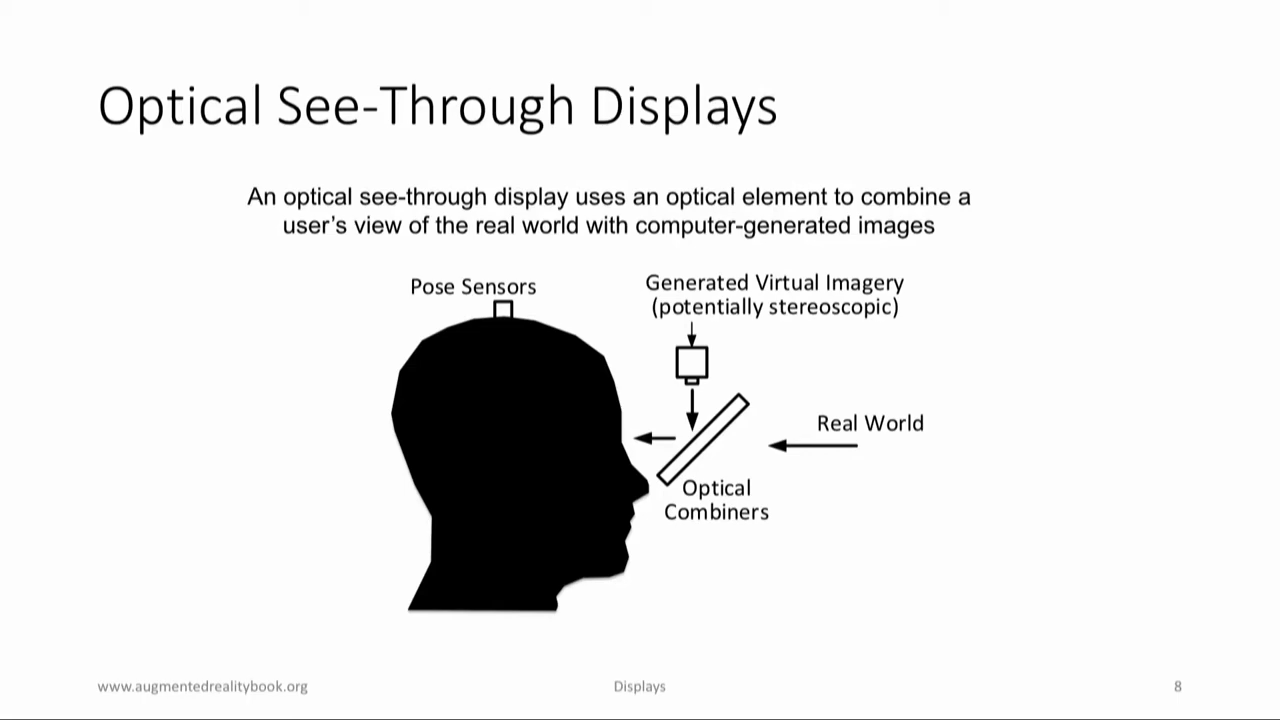 Optical See-Through Displays
An optical see-through display uses an optical element to combine a
user’s view of the real world with computer-generated images
Pose Sensors
Generated Virtual Imagery
(potentially stereoscopic)
Real World
Optical
Combiners
www.augmentedrealitybook.org
Displays
8